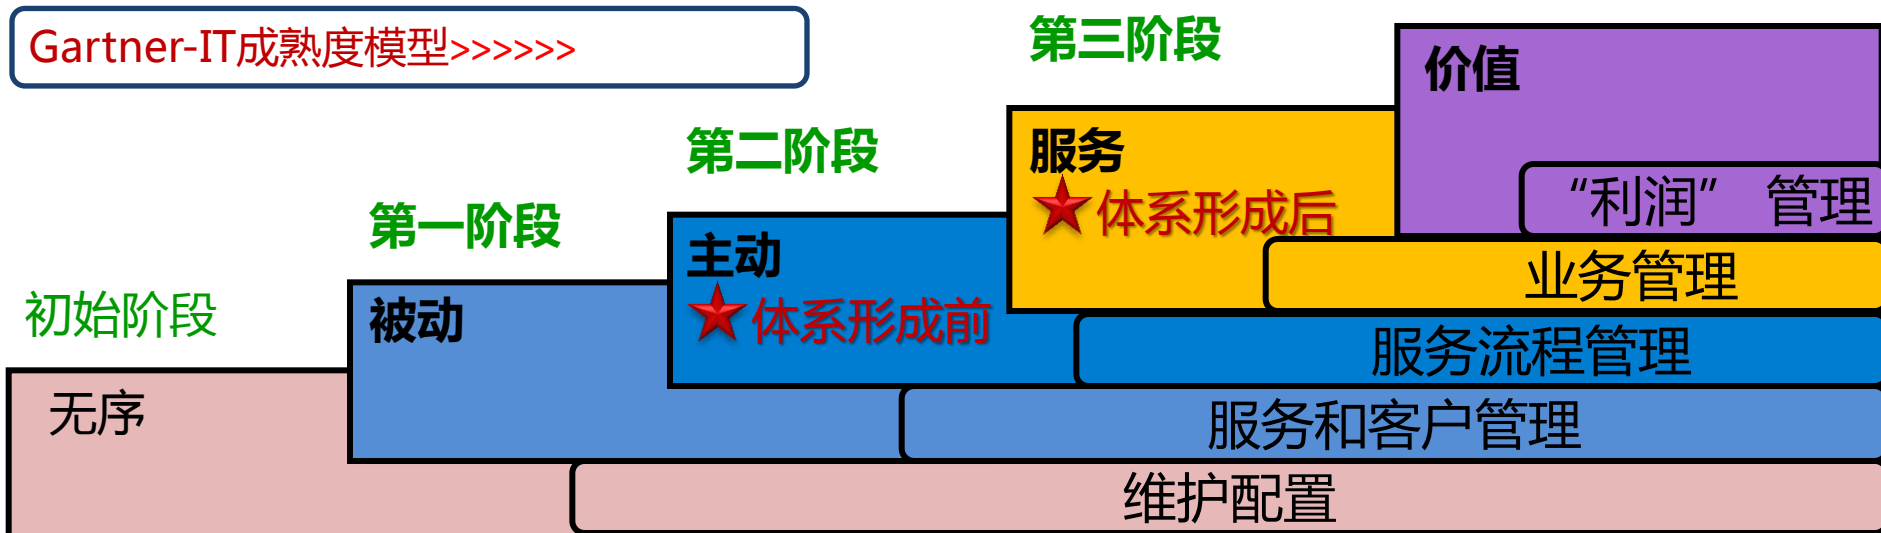 Gartner-IT成熟度模型>>>>>>
初始阶段
无序
第一阶段
被动
第二阶段
主动
体系形成前
第三阶段
服务
体系形成后
价值
“利润” 管理
业务管理
服务流程管理
服务和客户管理
维护配置